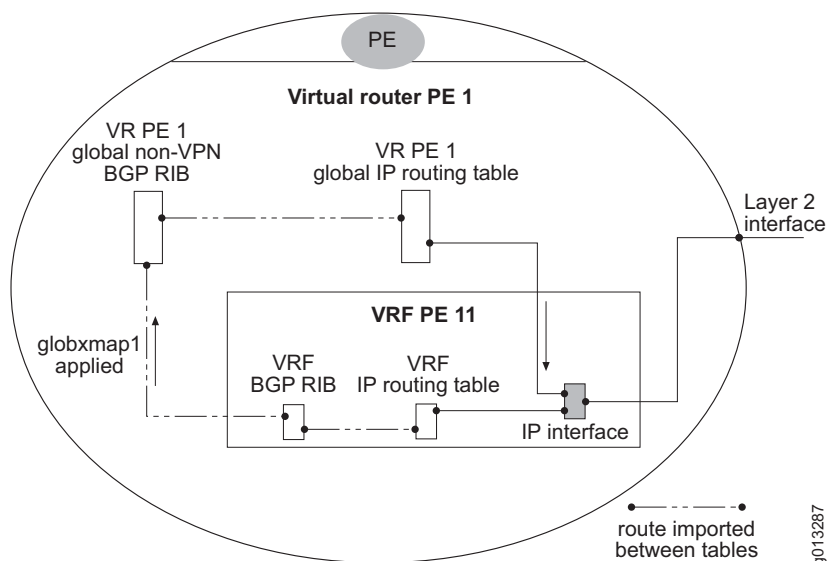 PE
Virtual router PE 1
VR PE 1
global non-VPN
BGP RIB
VR PE 1
global IP routing table
Layer 2
interface
VRF PE 11
globxmap1
applied
VRF
BGP RIB
VRF
IP routing table
IP interface
route imported
between tables
g013287